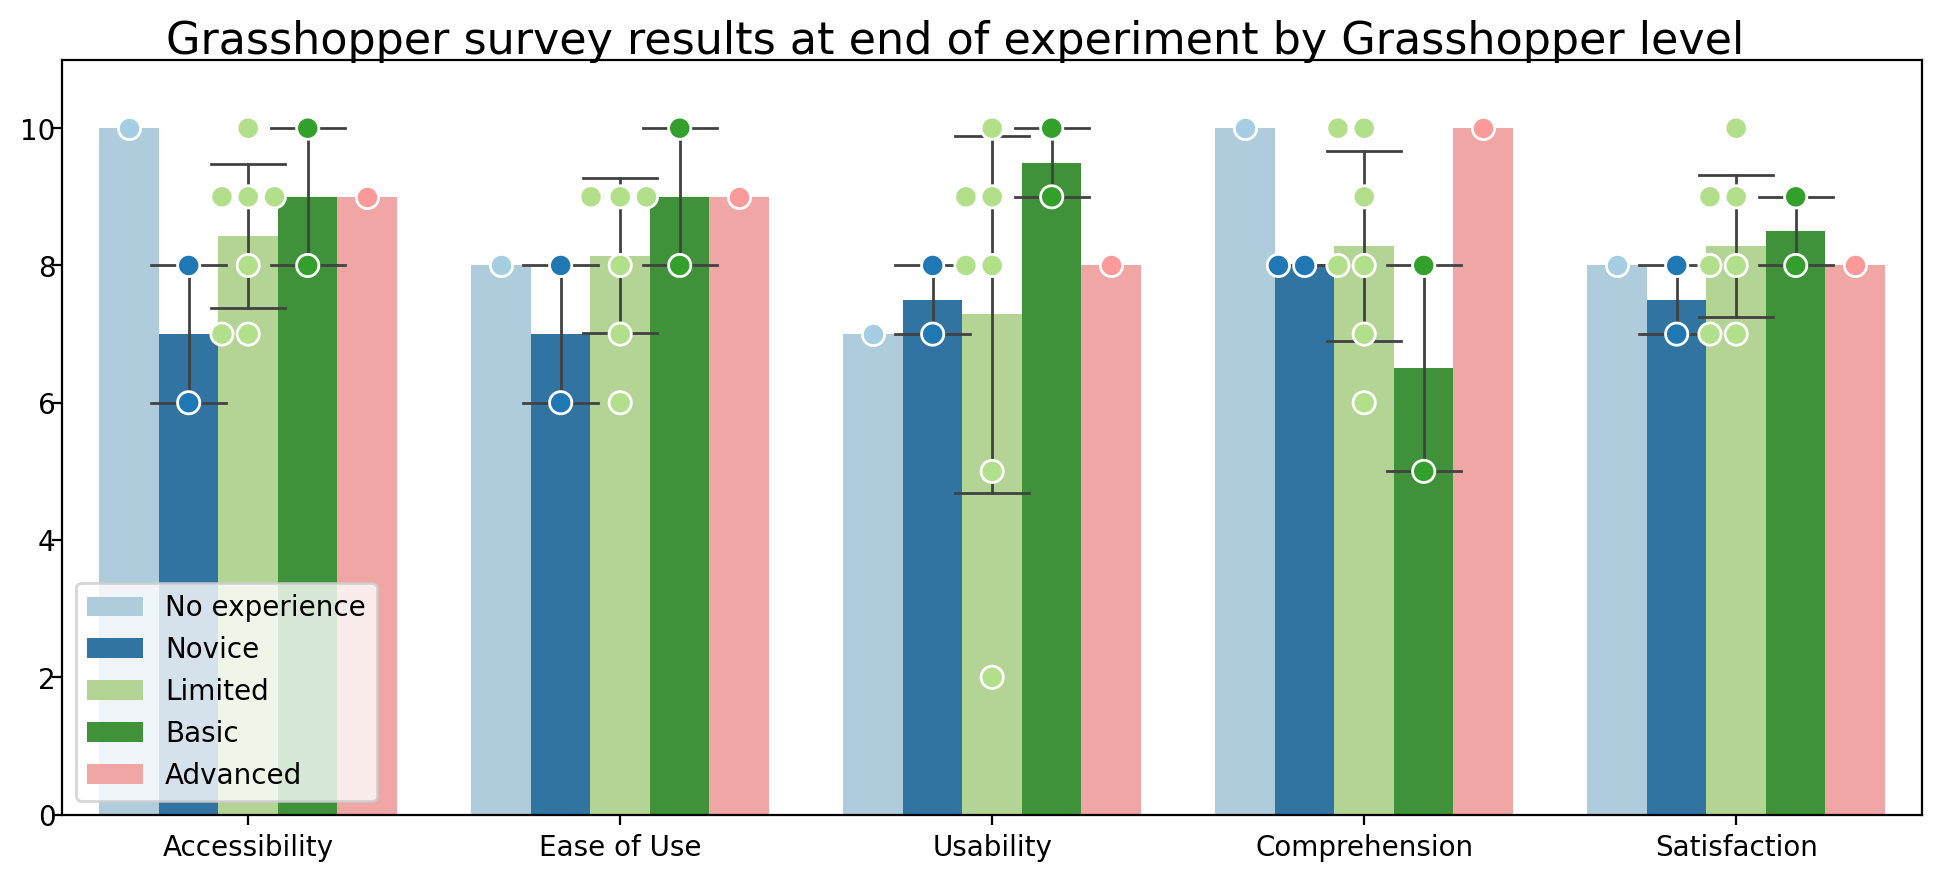 Grasshopper survey results at end of experiment by Grasshopper level
10
8
6
4
2
0
No experience
Novice
Limited
Basic
Advanced
Accessibility
Ease of Use
Usability
Comprehension
Satisfaction